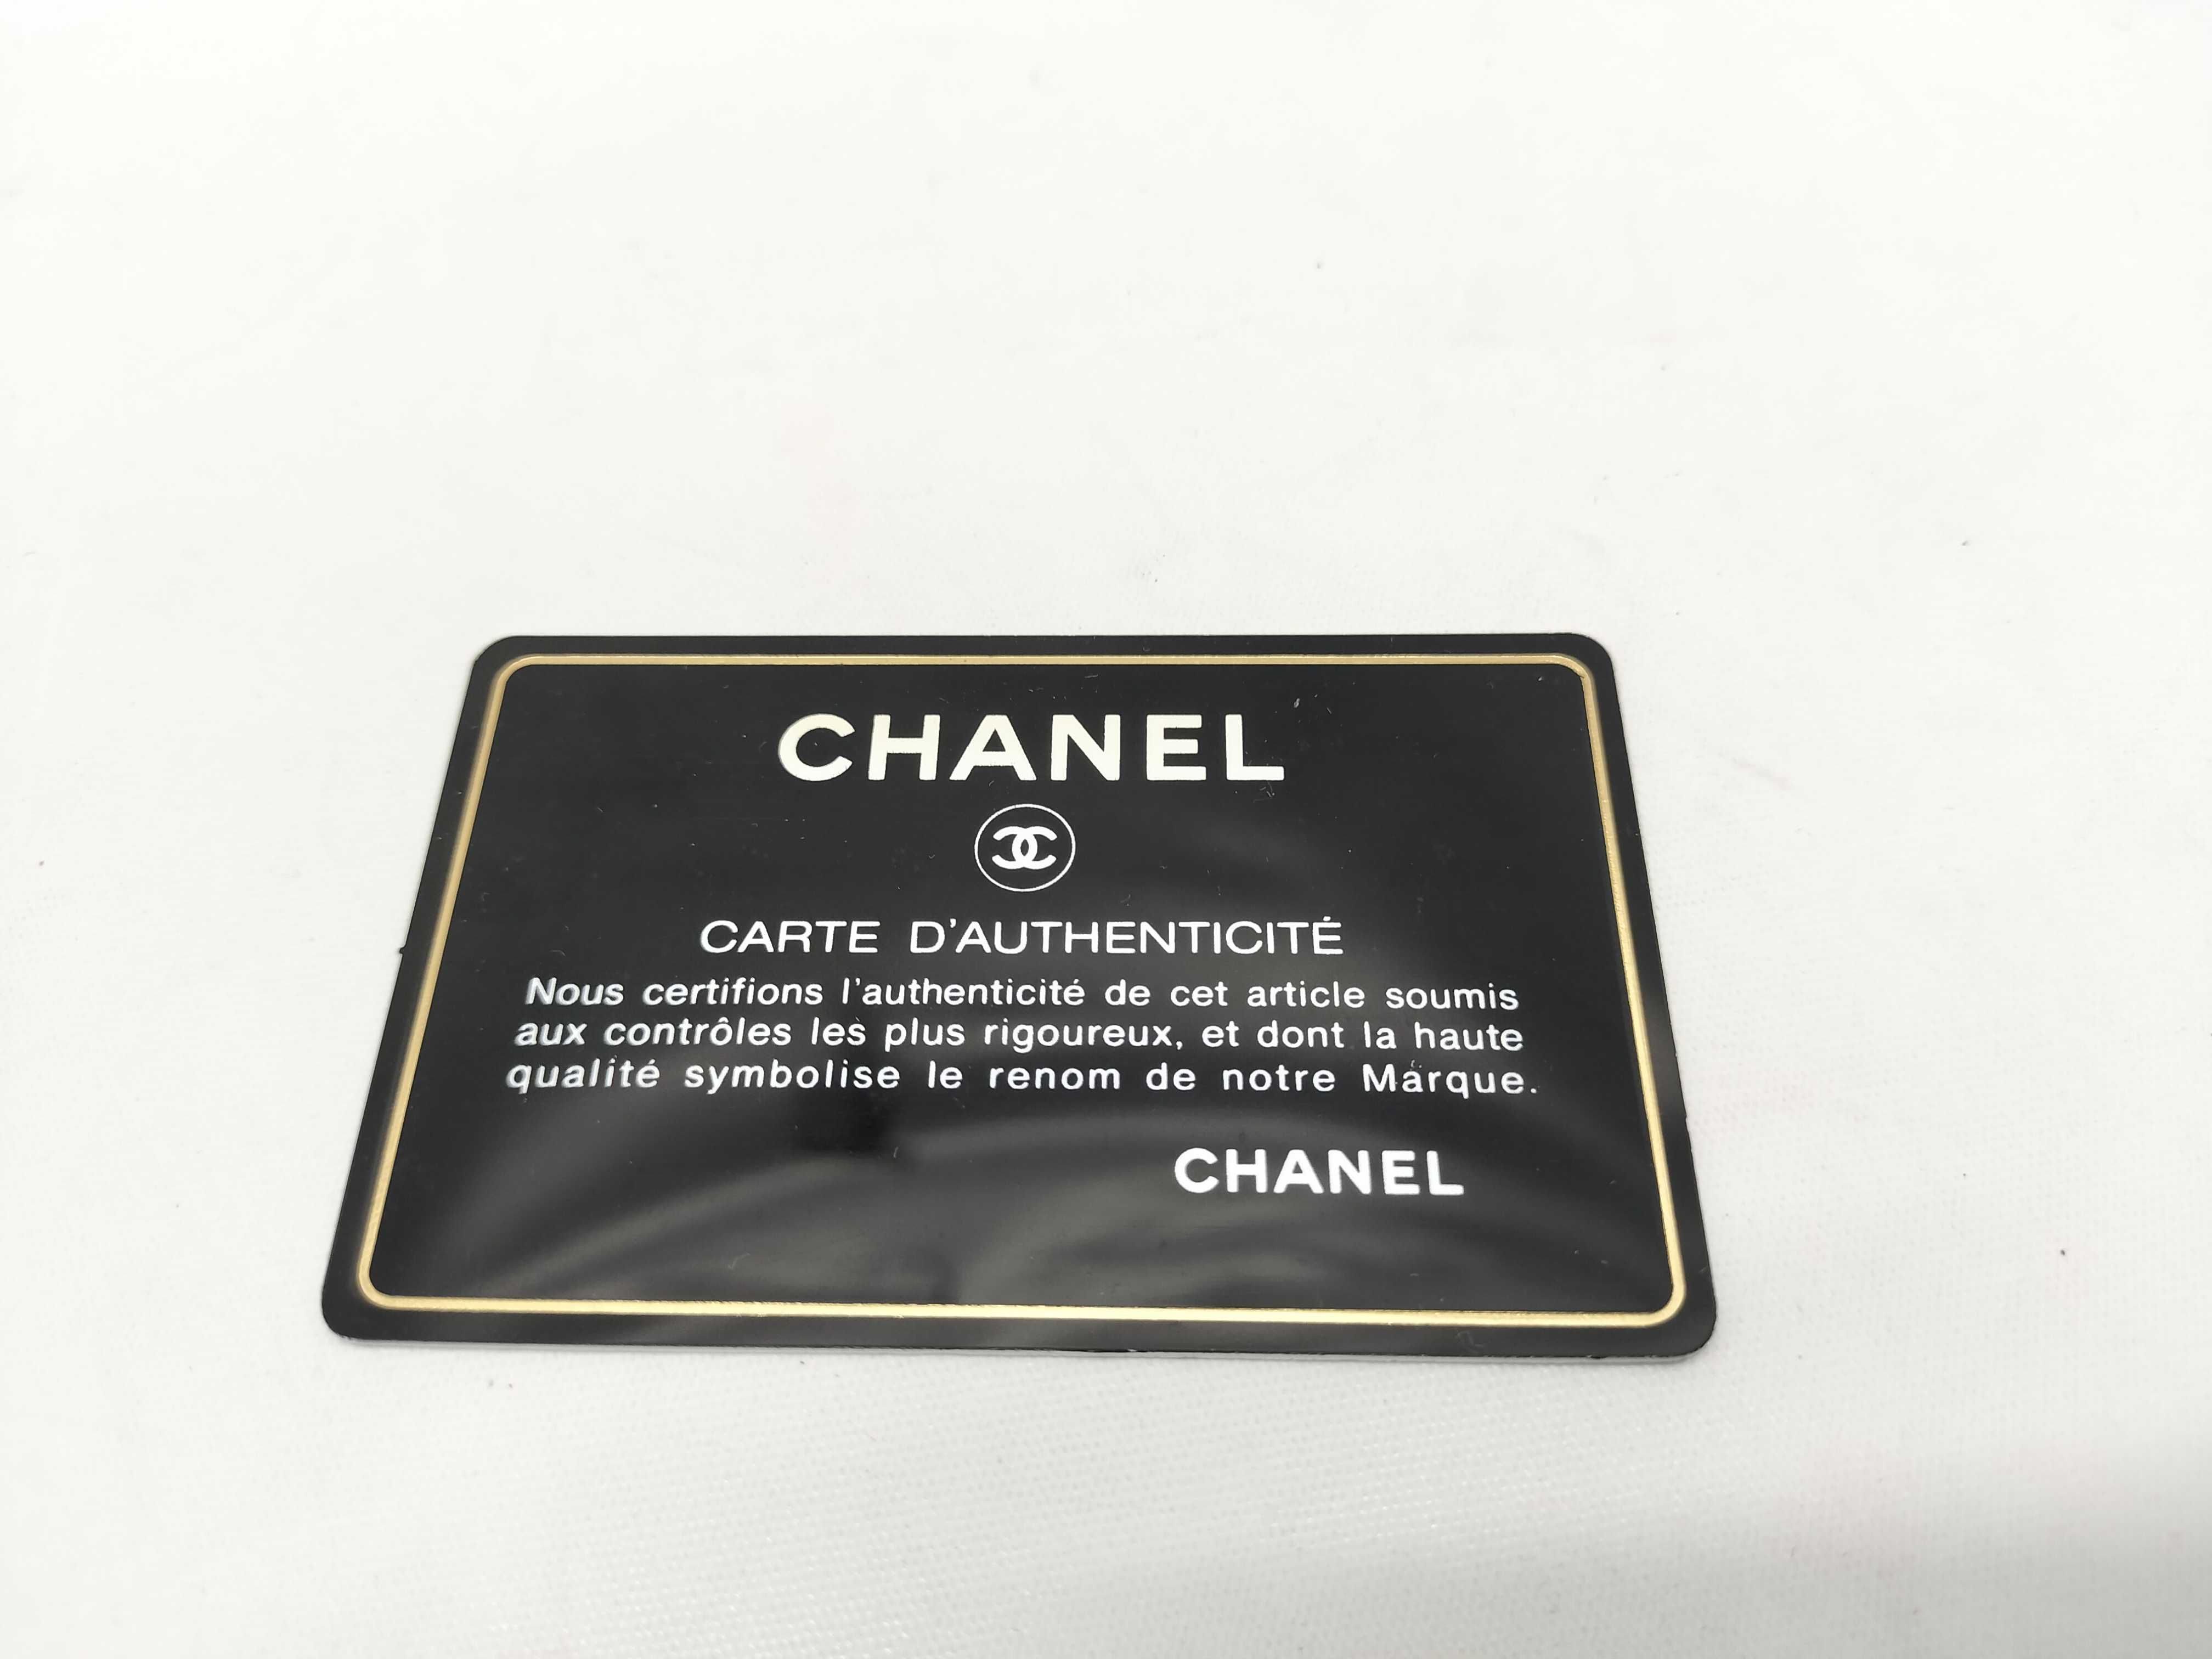 CHANEL
CARTE D'AUTHENTICITÉ
Nous certifions l'authenticité de cet article soumis
aux contrôles les plus rigoureux, et dont la haute
qualité symbolise le renom de notre Marque.
CHANEL